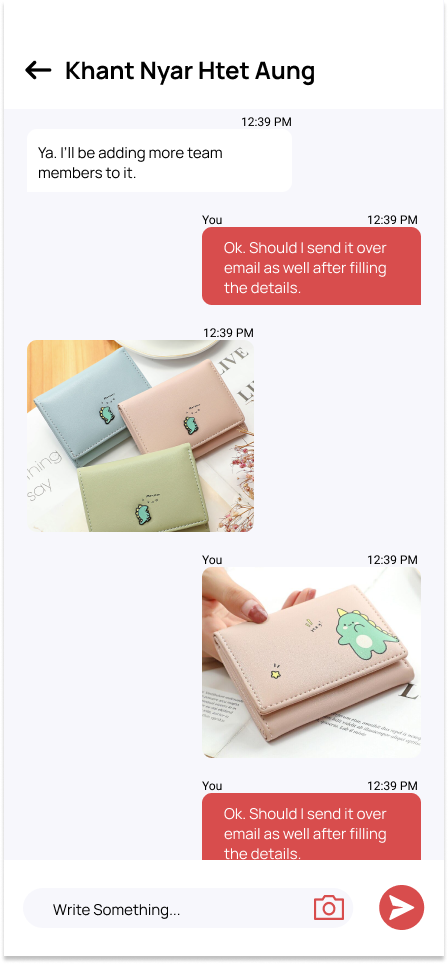 Khant Nyar Htet Aung
12:39 PM
Ya. I'll be adding more team
members to it.
You 12:39 PM
Ok. Should I send it over
email as well after filling
the details.
12:39 PM
LIVE
hing
say
You 12:39 PM
You 12:39 PM
Ok. Should I send it over
email as well after filling
the details.
Write Something...